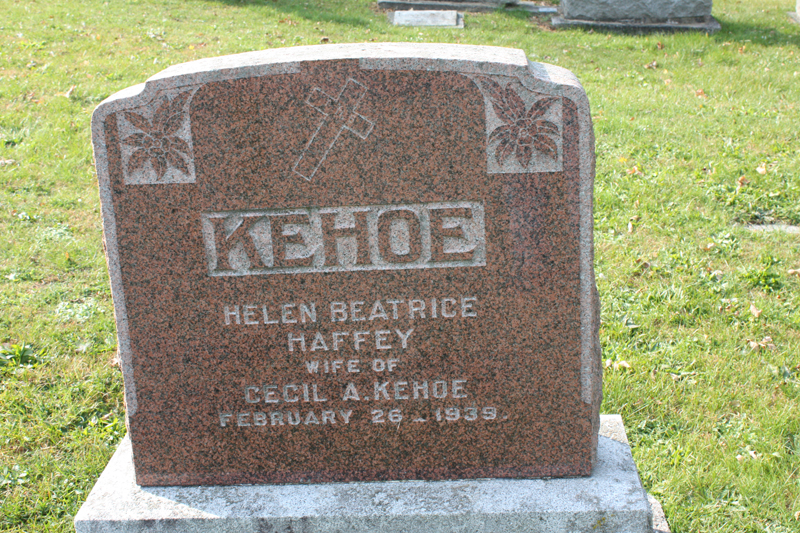 KEHOE
HELEN BEATRICE
HAFFEY
WIFE OF
CECIL A. KEHOE
FEBRUARY 26 - 1939.